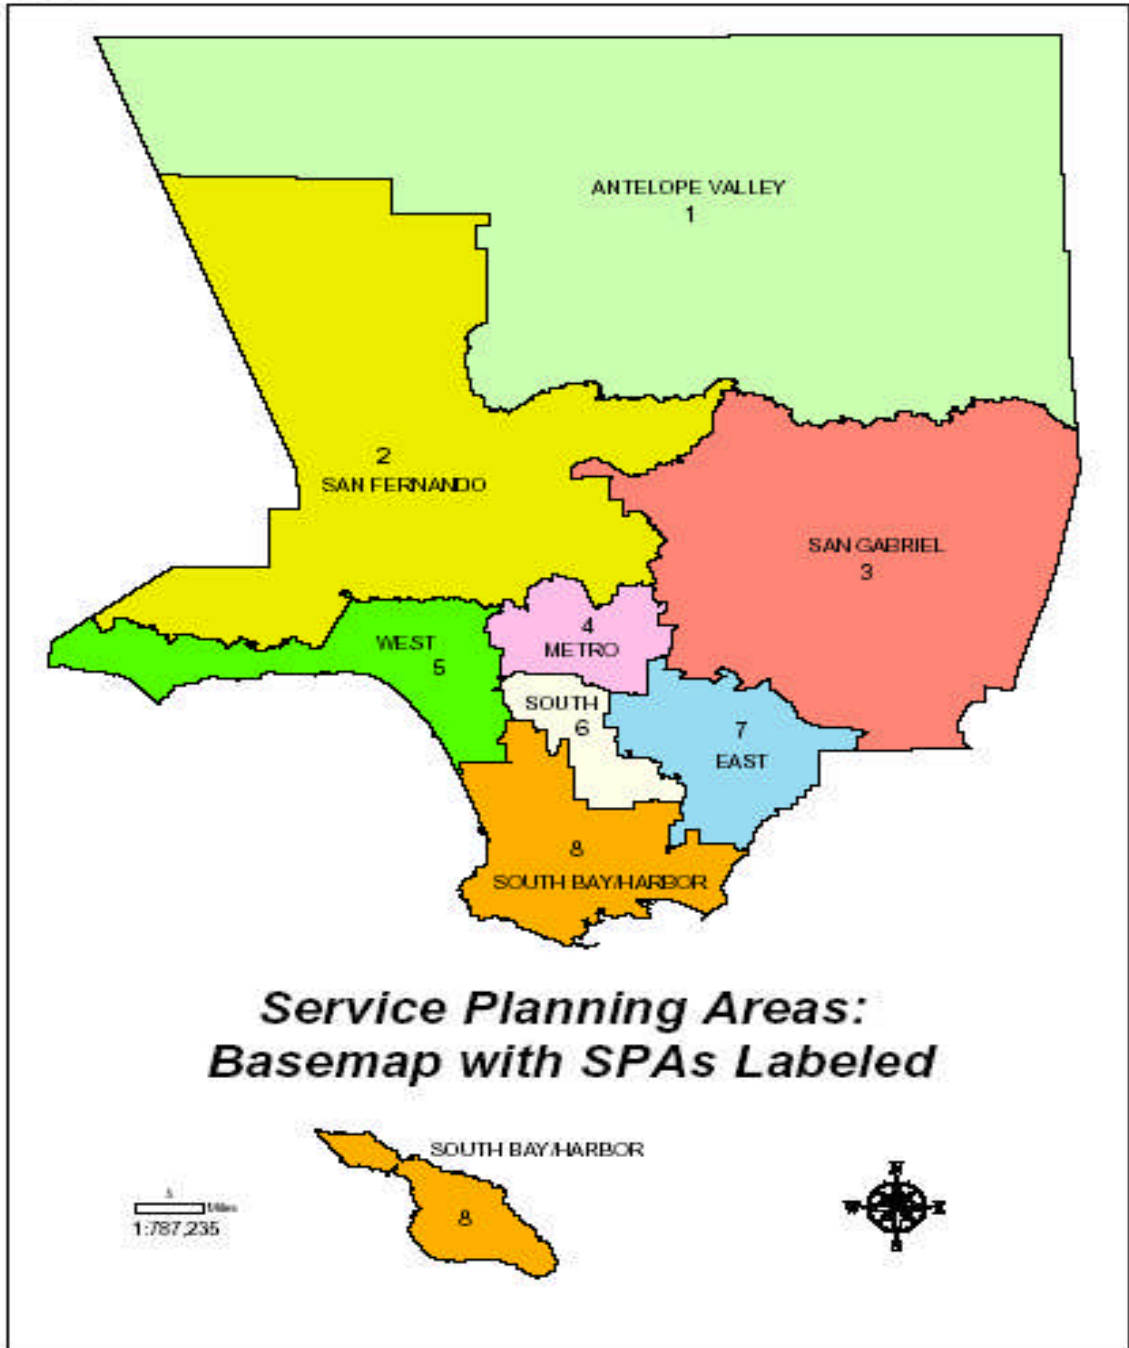 ANTELOPE VALLEY
1
2
SAN FERNANDO
SAN GABRIEL
3
4
METRO
WEST
5
SOUTH
6
7
EAST
8
SOUTH BAY/HARBOR
Service Planning Areas:
Basemap with SPAs Labeled
SOUTH BAY/HARBOR
8
Miles
1:787,235
N
W E
S